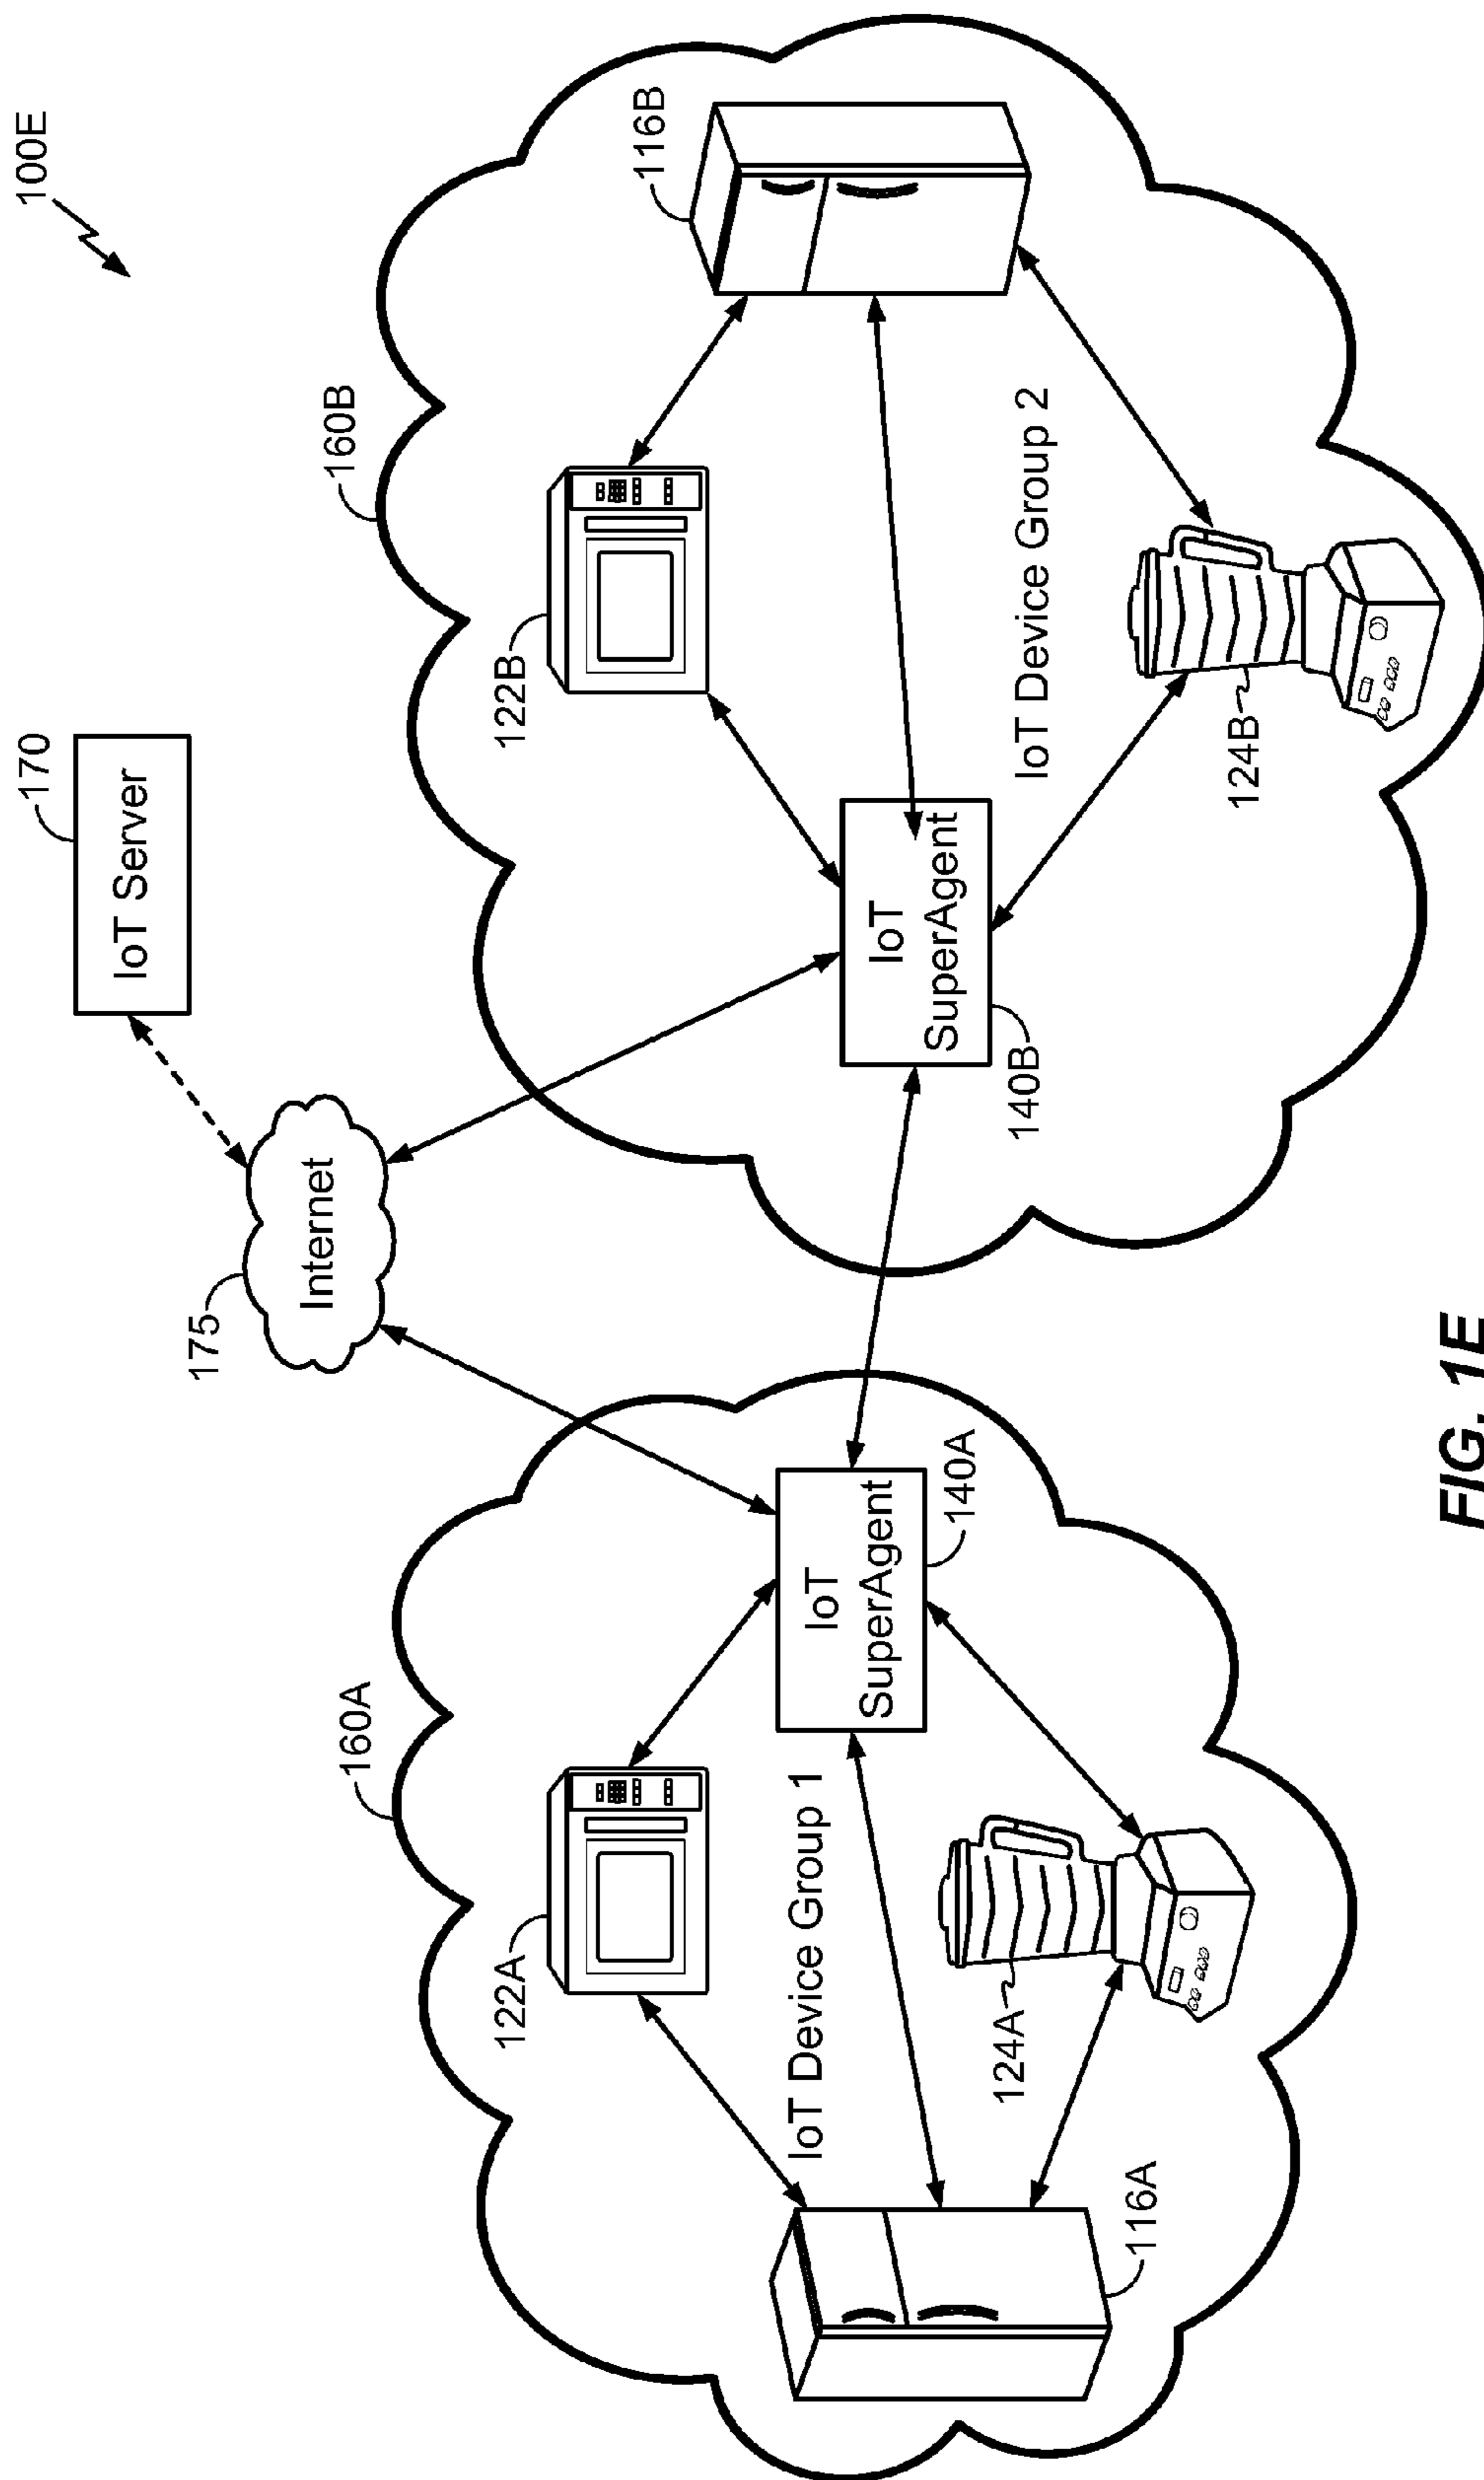 100E
170
IoT Server
175
Internet
160A
160B
122A
122B
116B
IoT
SuperAgent
140A
IoT
SuperAgent
140B
IoT Device Group 1
IoT Device Group 2
124A
124B
116A
FIG. 1E